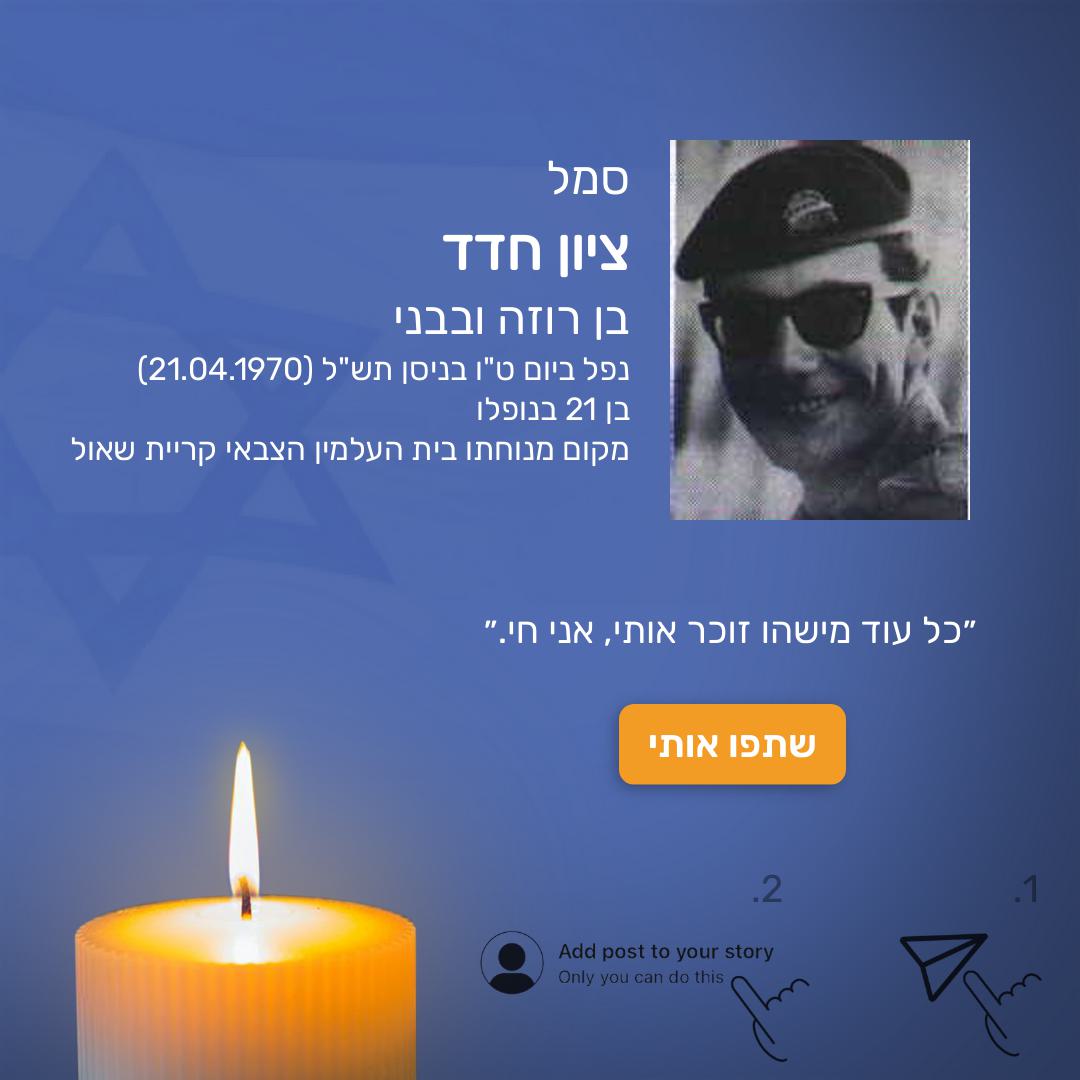 סמל
ציון חדד
בן רוזה ובבני
נפל ביום ט"ו בניסן תש"ל (21.04.1970)
בן 21 בנופלו
מקום מנוחתו בית העלמין הצבאי קריית שאול
״כל עוד מישהו זוכר אותי, אני חי.״
שתפו אותי
1.
2.
Add post to your story
Only you can do this